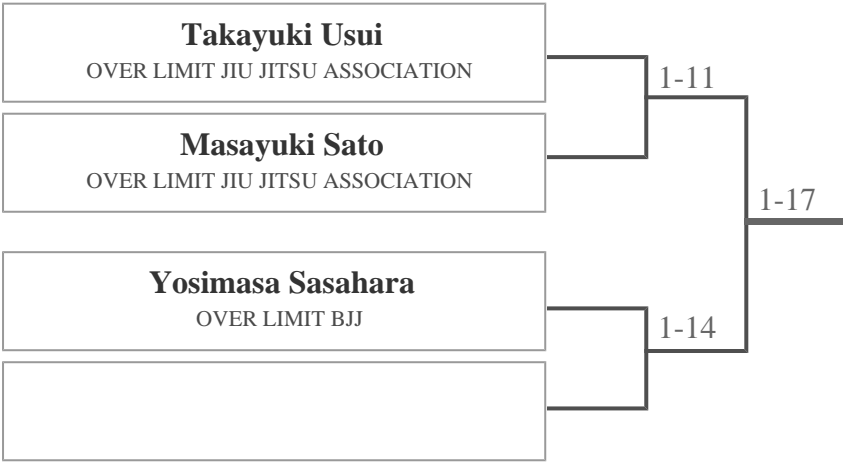 Takayuki Usui
OVER LIMIT JIU JITSU ASSOCIATION
1-11
Masayuki Sato
OVER LIMIT JIU JITSU ASSOCIATION
1-17
Yosimasa Sasahara
OVER LIMIT BJJ
1-14